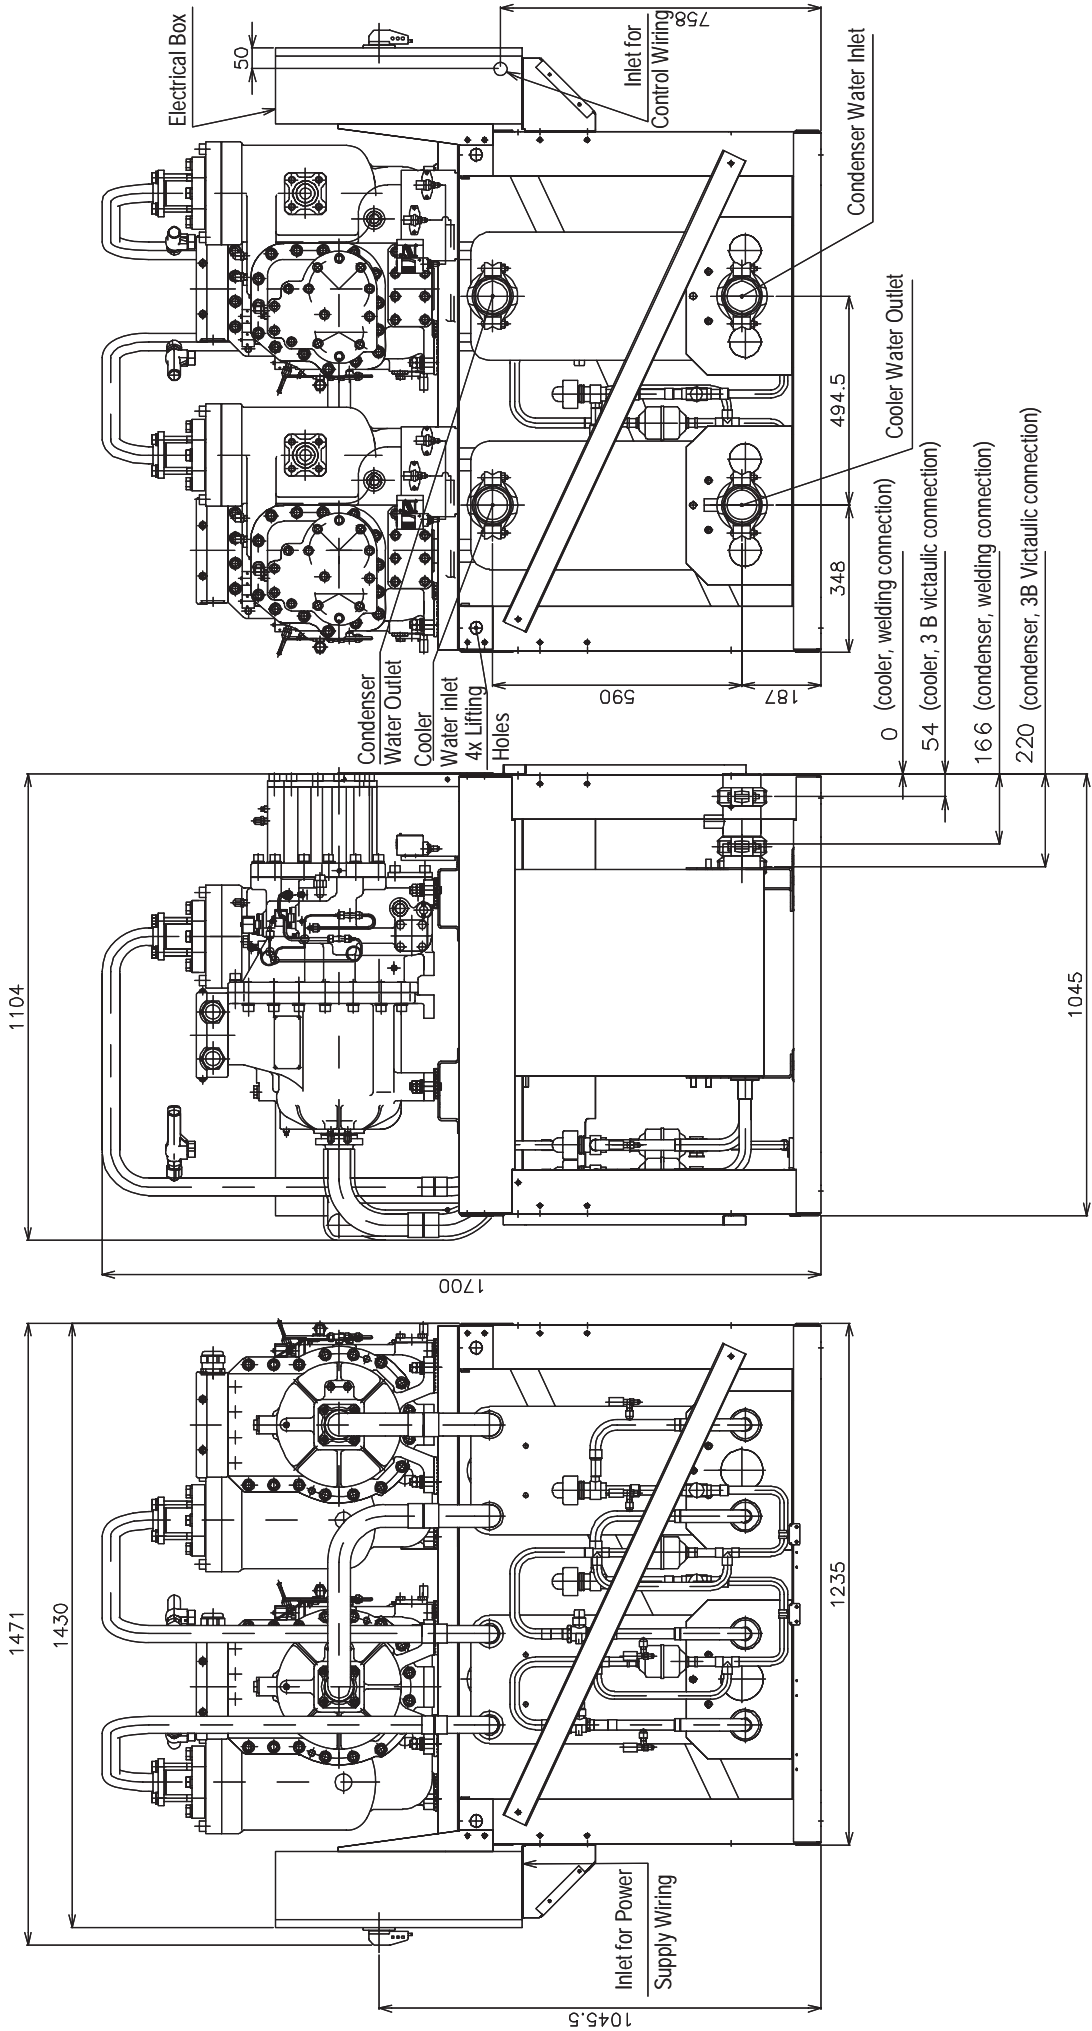 Electrical Box
50
Inlet for
Control Wiring
758
Condenser Water Inlet
Cooler Water Outlet
494.5
348
590
187
Condenser
Water Outlet
Cooler
Water inlet
4x Lifting
Holes
0 (cooler, welding connection)
54 (cooler, 3 B victaulic connection)
166 (condenser, welding connection)
220 (condenser, 3B Victaulic connection)
1104
1045
1700
1471
1430
1235
Inlet for Power
Supply Wiring
1045.5